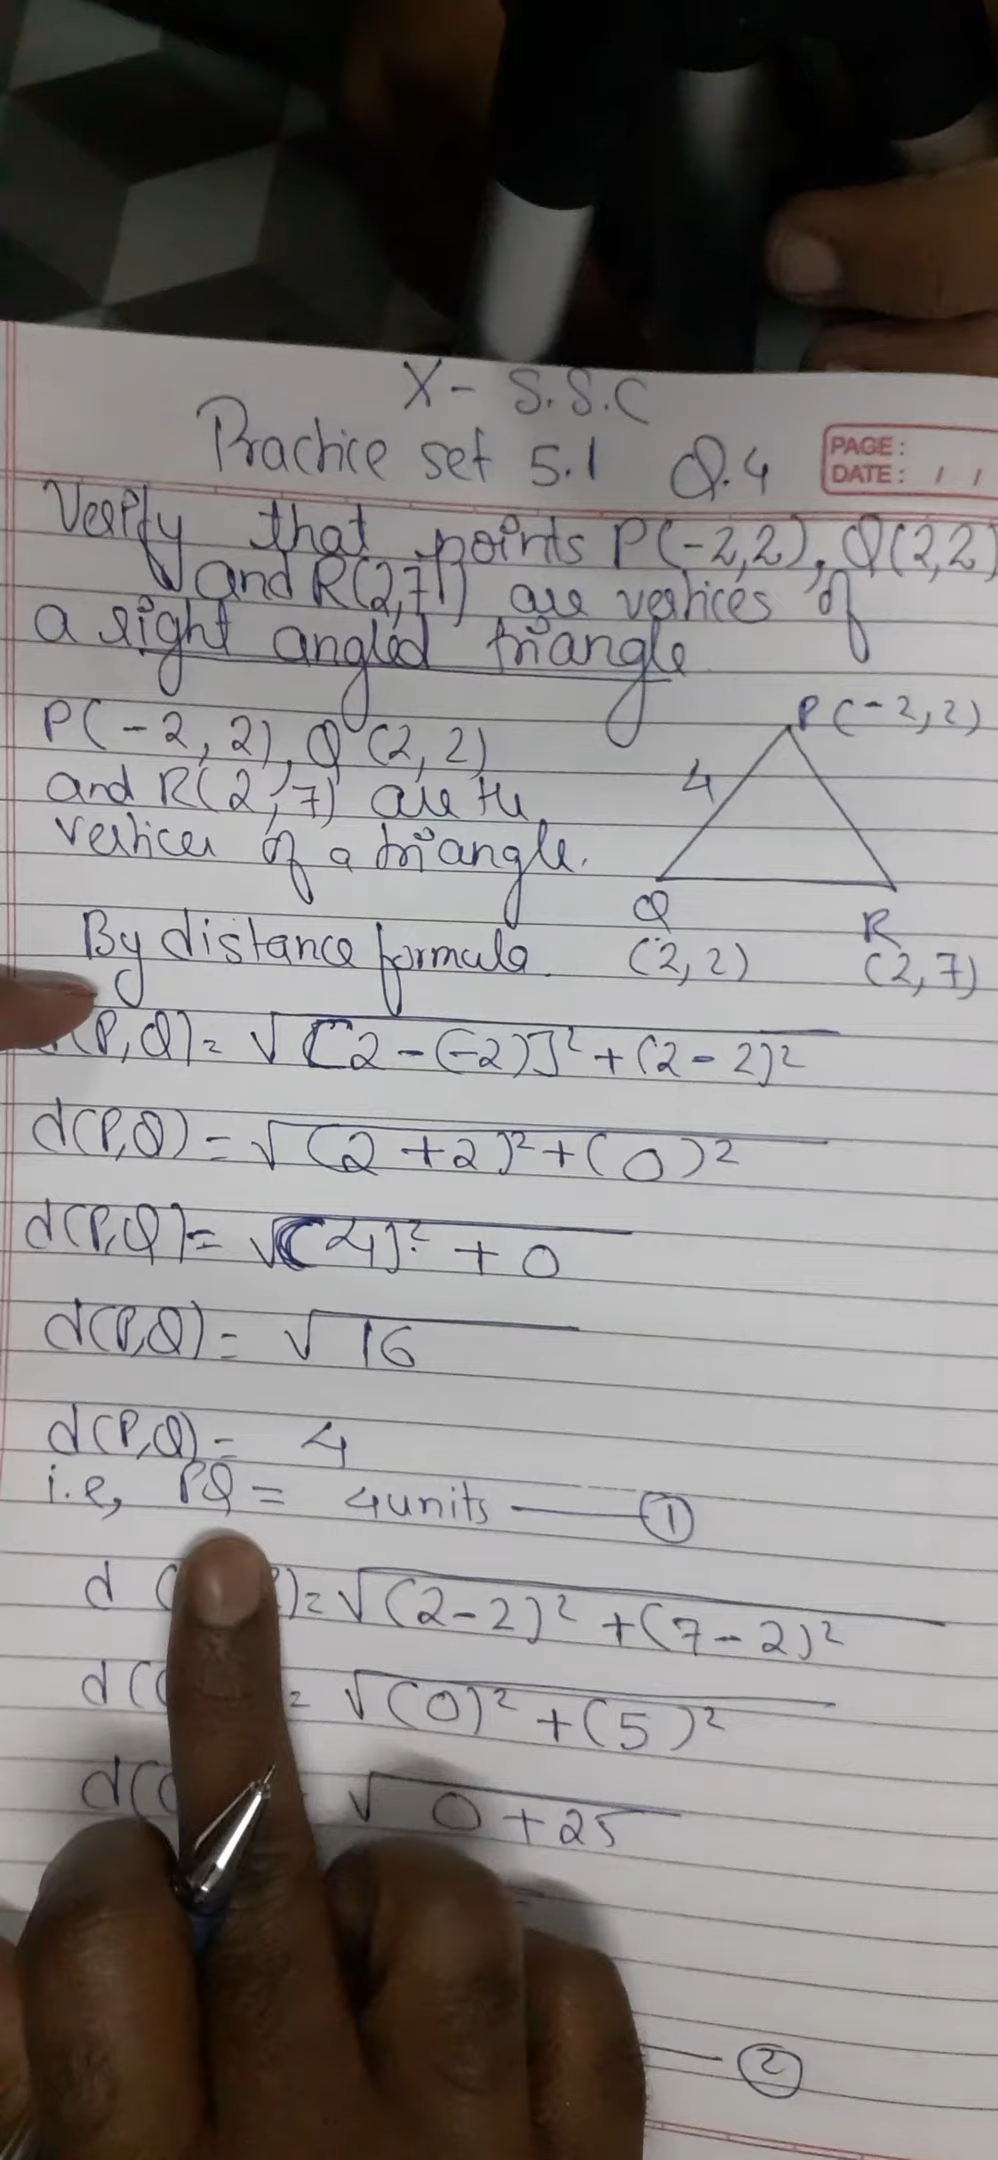 X- S.S.C
Practice set 5.1 Q.4
PAGE:
DATE: / /
Verify that points P(-2,2), Q(2,2)
and R(2,7) are vertices of
a right angled triangle
P(-2,2), Q(2,2)
and R(2,7) are the
vertices of a triangle.
P(-2,2)
4
Q
(2,2)
R
(2,7)
By distance formula.
(P,Q)= √[2-(-2)]²+(2-2)²
d(P,Q)= √(2+2)²+(0)²
d(P,Q)= √(4)²+0
d(P,Q)= √16
d(P,Q)= 4
i.e, PQ = 4units — ①
d ( )=√(2-2)²+(7-2)²
d( = √(0)²+(5)²
d( √0+25
— ②